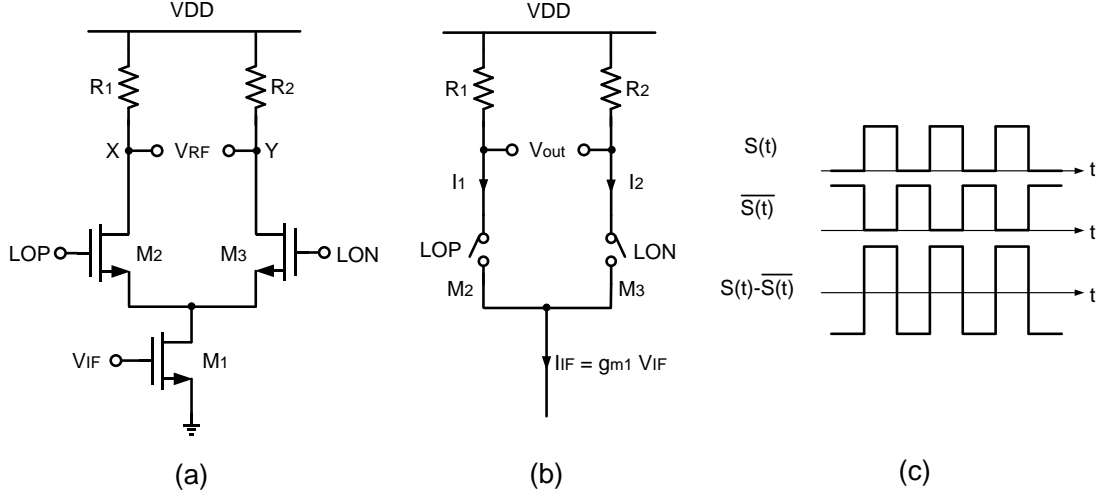 VDD
R1
R2
X
VRF
Y
LOP
M2
M3
LON
VIF
M1
(a)
VDD
R1
R2
Vout
I1
I2
LOP
LON
M2
M3
IIF = gm1 VIF
(b)
S(t)
t
S(t)
t
S(t)-S(t)
t
(c)